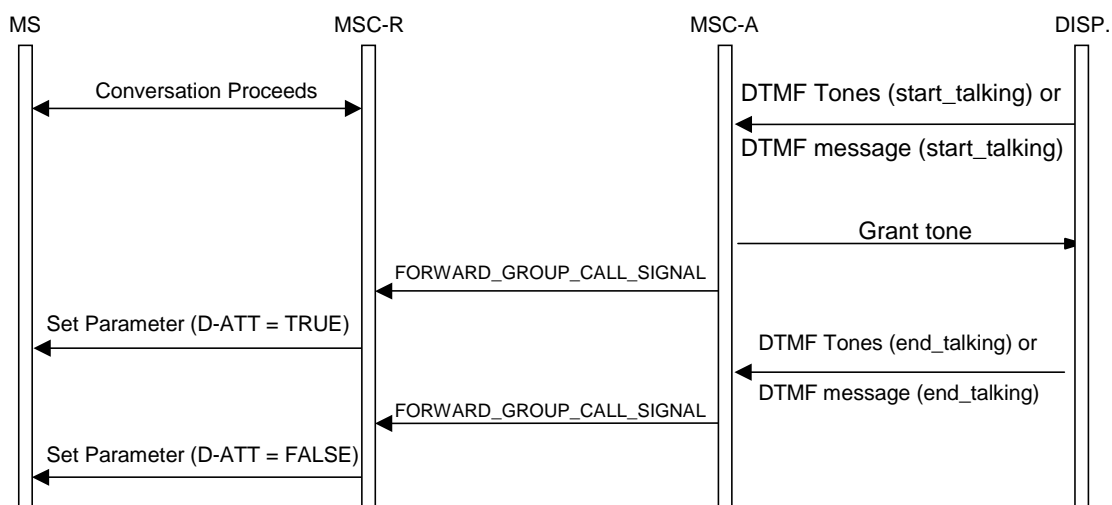 MS
MSC-R
MSC-A
DISP.
Conversation Proceeds
DTMF Tones (start_talking) or
DTMF message (start_talking)
Grant tone
FORWARD_GROUP_CALL_SIGNAL
Set Parameter (D-ATT = TRUE)
DTMF Tones (end_talking) or
DTMF message (end_talking)
FORWARD_GROUP_CALL_SIGNAL
Set Parameter (D-ATT = FALSE)